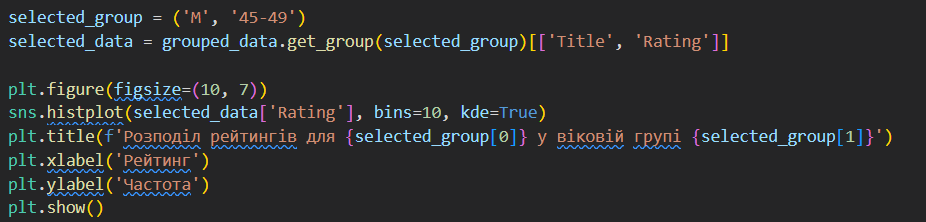 selected_group = ('M', '45-49')
selected_data = grouped_data.get_group(selected_group)[['Title', 'Rating']]
plt.figure(figsize=(10, 7))
sns.histplot(selected_data['Rating'], bins=10, kde=True)
plt.title(f'Розподіл рейтингів для {selected_group[0]} у віковій групі {selected_group[1]}')
plt.xlabel('Рейтинг')
plt.ylabel('Частота')
plt.show()